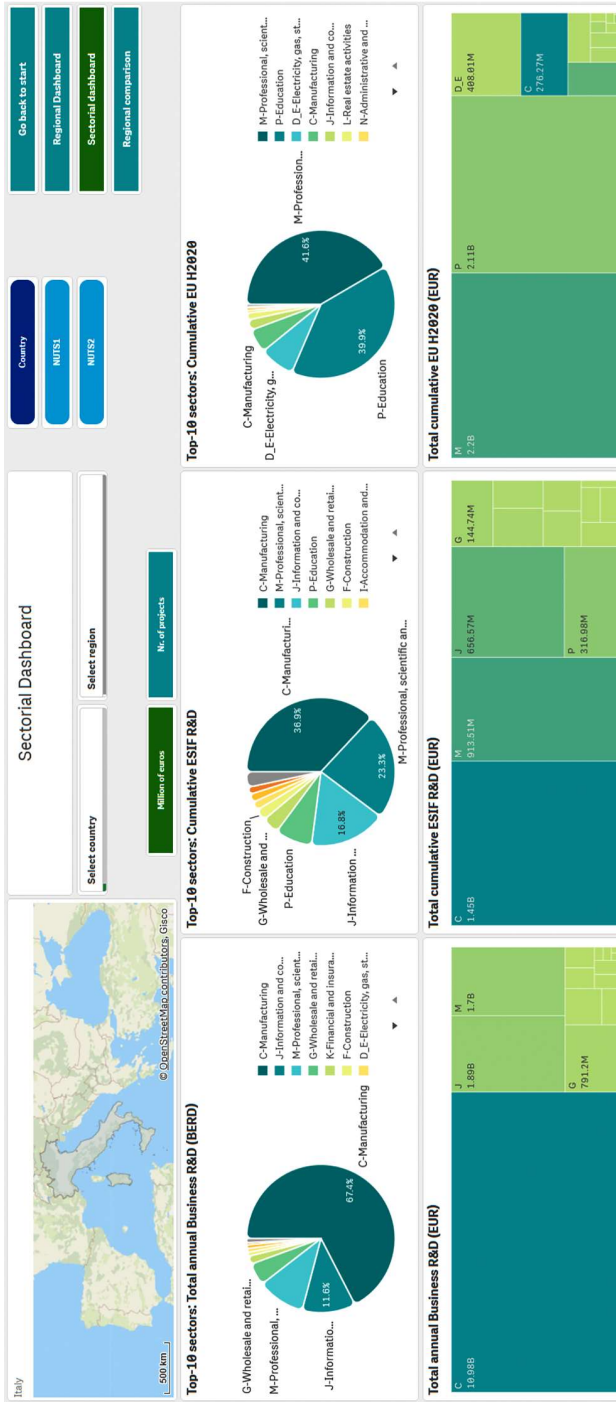 Italy
500 km
© OpenStreetMap contributors, Gisco
Sectorial Dashboard
Select country
Select region
Million of euros
Nr. of projects
Country
NUTS1
NUTS2
Go back to start
Regional Dashboard
Sectorial dashboard
Regional comparison
Top-10 sectors: Total annual Business R&D (BERD)
G-Wholesale and retai...
M-Professional, ...
J-Informatio...
11.6%
67.4%
C-Manufacturing
C-Manufacturing
J-Information and co...
M-Professional, scient...
G-Wholesale and retai...
K-Financial and insura...
F-Construction
D_E-Electricity, gas, st...
Top-10 sectors: Cumulative ESIF R&D
F-Construction
G-Wholesale and ...
P-Education
J-Information ...
16.8%
23.3%
36.9%
C-Manufacturi...
M-Professional, scientific an...
C-Manufacturing
M-Professional, scient...
J-Information and co...
P-Education
G-Wholesale and retai...
F-Construction
I-Accommodation and...
Top-10 sectors: Cumulative EU H2020
C-Manufacturing
D_E-Electricity, g...
P-Education
39.9%
41.6%
M-Profession...
M-Professional, scient...
P-Education
D_E-Electricity, gas, st...
C-Manufacturing
J-Information and co...
L-Real estate activities
N-Administrative and ...
Total annual Business R&D (EUR)
C
10.98B
J
1.89B
M
1.7B
G
791.2M
Total cumulative ESIF R&D (EUR)
C
1.45B
M
913.51M
J
656.57M
P
316.98M
G
144.74M
Total cumulative EU H2020 (EUR)
M
2.2B
P
2.11B
D_E
408.01M
C
276.27M